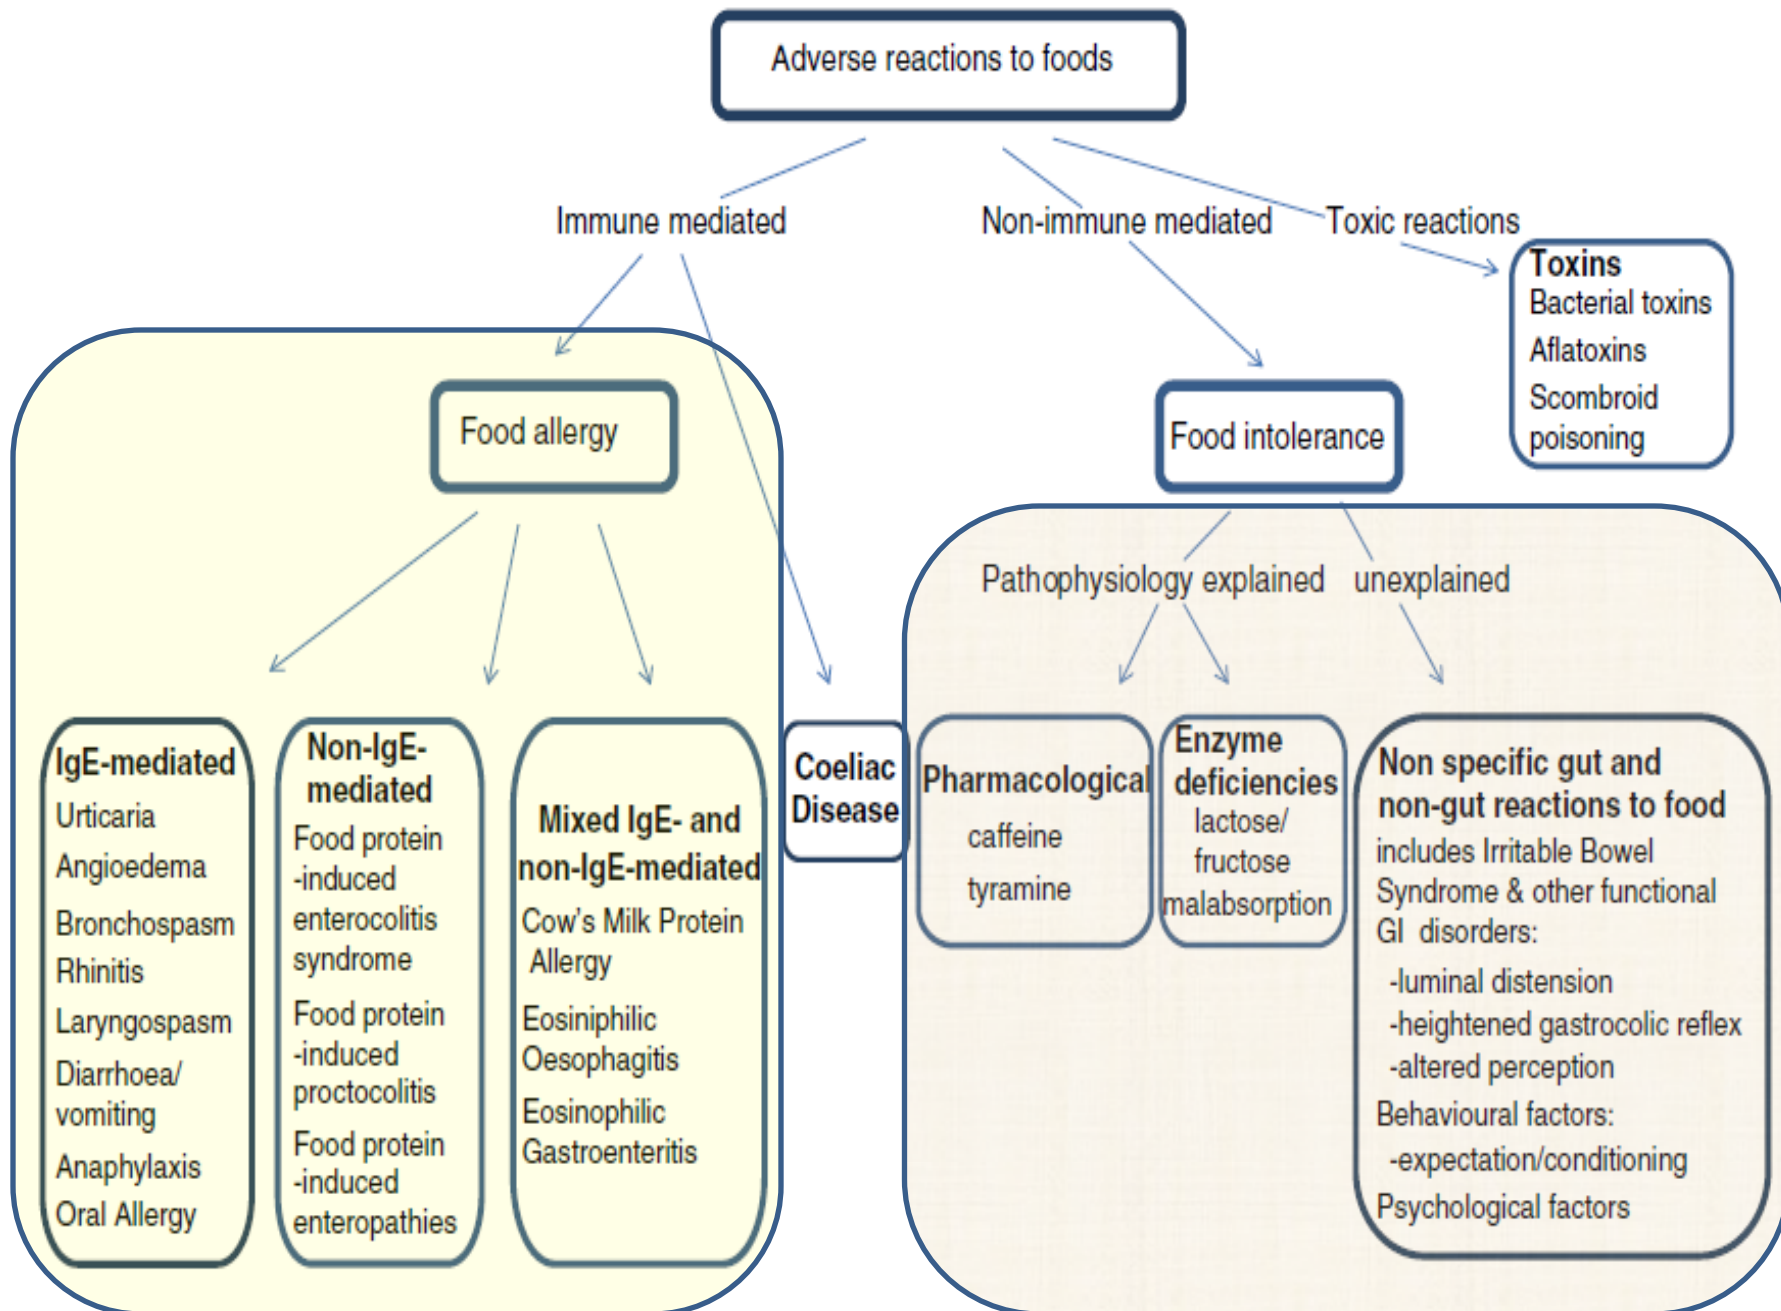 Adverse reactions to foods
Immune mediated
Non-immune mediated
Toxic reactions
Toxins
Bacterial toxins
Aflatoxins
Scombroid
poisoning
Food allergy
Food intolerance
Pathophysiology explained
unexplained
IgE-mediated
Urticaria
Angioedema
Bronchospasm
Rhinitis
Laryngospasm
Diarrhoea/
vomiting
Anaphylaxis
Oral Allergy
Non-IgE-
mediated
Food protein
-induced
enterocolitis
syndrome
Food protein
-induced
proctocolitis
Food protein
-induced
enteropathies
Mixed IgE- and
non-IgE-mediated
Cow's Milk Protein
Allergy
Eosiniphilic
Oesophagitis
Eosinophilic
Gastroenteritis
Coeliac
Disease
Pharmacological
caffeine
tyramine
Enzyme
deficiencies
lactose/
fructose
malabsorption
Non specific gut and
non-gut reactions to food
includes Irritable Bowel
Syndrome & other functional
GI disorders:
-luminal distension
-heightened gastrocolic reflex
-altered perception
Behavioural factors:
-expectation/conditioning
Psychological factors